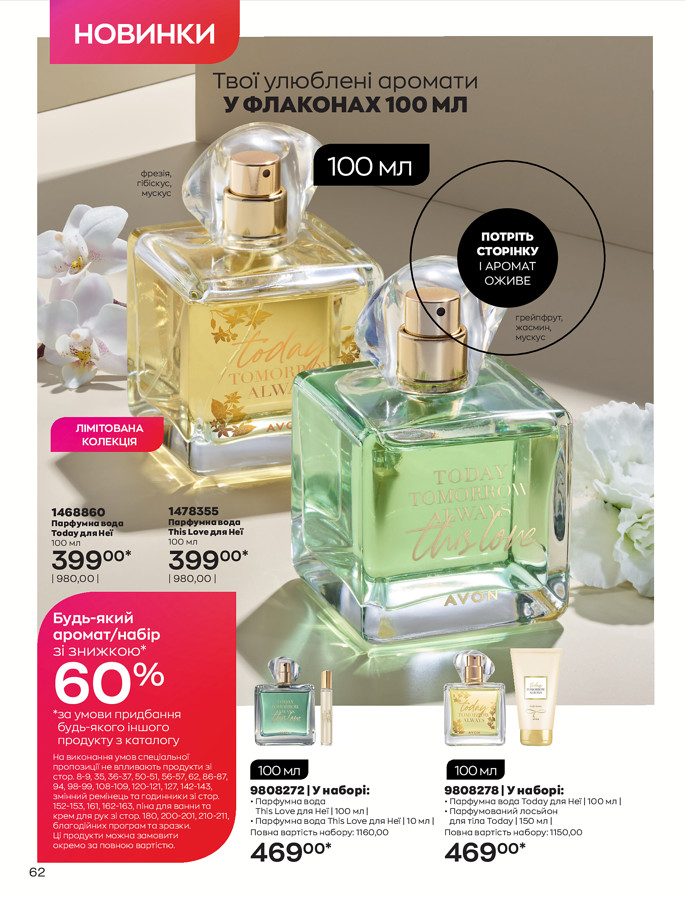 НОВИНКИ
Твої улюблені аромати
У ФЛАКОНАХ 100 МЛ
100 мл
фрезія,
гібіскус,
мускус
ПОТРІТЬ
СТОРІНКУ
І АРОМАТ
ОЖИВЕ
грейпфрут,
жасмин,
мускус
today
TOMORROW
ALWAYS
AVON
TODAY
TOMORROW
ALWAYS
this love
AVON
ЛІМІТОВАНА
КОЛЕКЦІЯ
1468860
Парфумна вода
Today для Неї
100 мл
39900*
| 980,00 |
1478355
Парфумна вода
This Love для Неї
100 мл
39900*
| 980,00 |
Будь-який
аромат/набір
зі знижкою*
60%
*за умови придбання
будь-якого іншого
продукту з каталогу
На виконання умов спеціальної
пропозиції не впливають продукти зі
стор. 8-9, 35, 36-37, 50-51, 56-57, 62, 86-87,
94, 98-99, 108-109, 120-121, 127, 142-143,
змінний ремінець та годинники зі стор.
152-153, 161, 162-163, піна для ванни та
крем для рук зі стор. 180, 200-201, 210-211,
благодійних програм та зразки.
Ці продукти можна замовити
окремо за повною вартістю.
100 мл
9808272 | У наборі:
• Парфумна вода
This Love для Неї | 100 мл |
• Парфумна вода This Love для Неї | 10 мл |
Повна вартість набору: 1160,00
46900*
today
TOMORROW
ALWAYS
100 мл
9808278 | У наборі:
• Парфумна вода Today для Неї | 100 мл |
• Парфумований лосьйон
для тіла Today | 150 мл |
Повна вартість набору: 1150,00
46900*
62